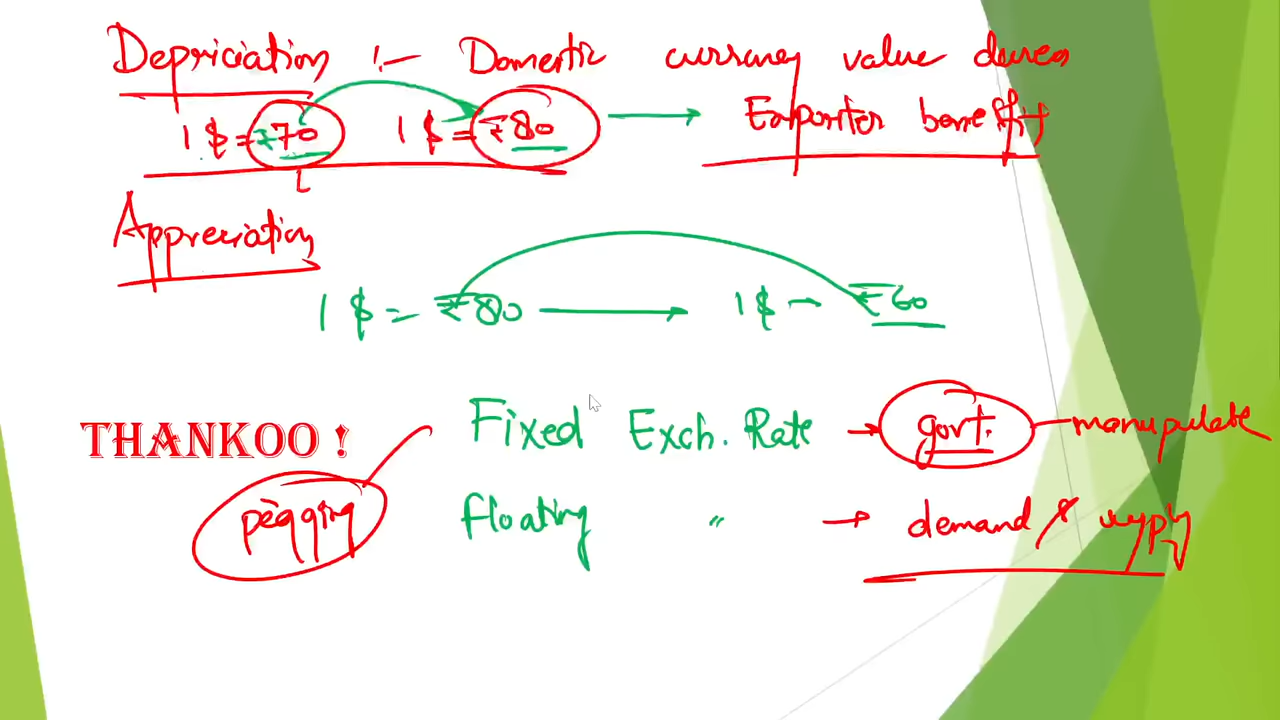 Depriciation :- Domestic currency value decrea
1 $ = ₹70 1 $ = ₹80 → Exporter benefit
Appreciation
1 $ = ₹80 → 1 $ - ₹60
THANKOO ! Fixed Exch. Rate → govt. - manupulate
pegging floating " → demand & supply